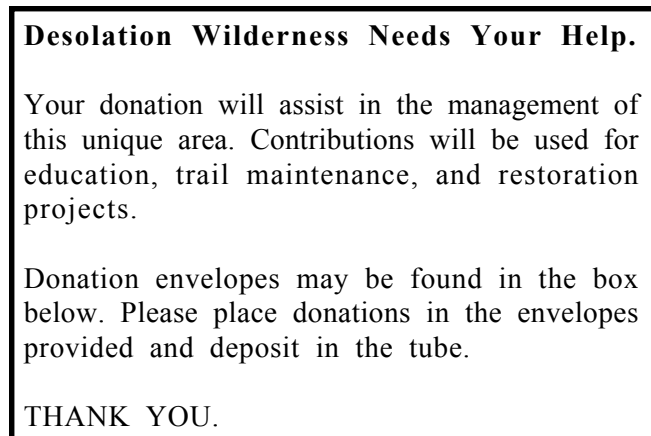 Desolation Wilderness Needs Your Help.
Your donation will assist in the management of
this unique area. Contributions will be used for
education, trail maintenance, and restoration
projects.
Donation envelopes may be found in the box
below. Please place donations in the envelopes
provided and deposit in the tube.
THANK YOU.